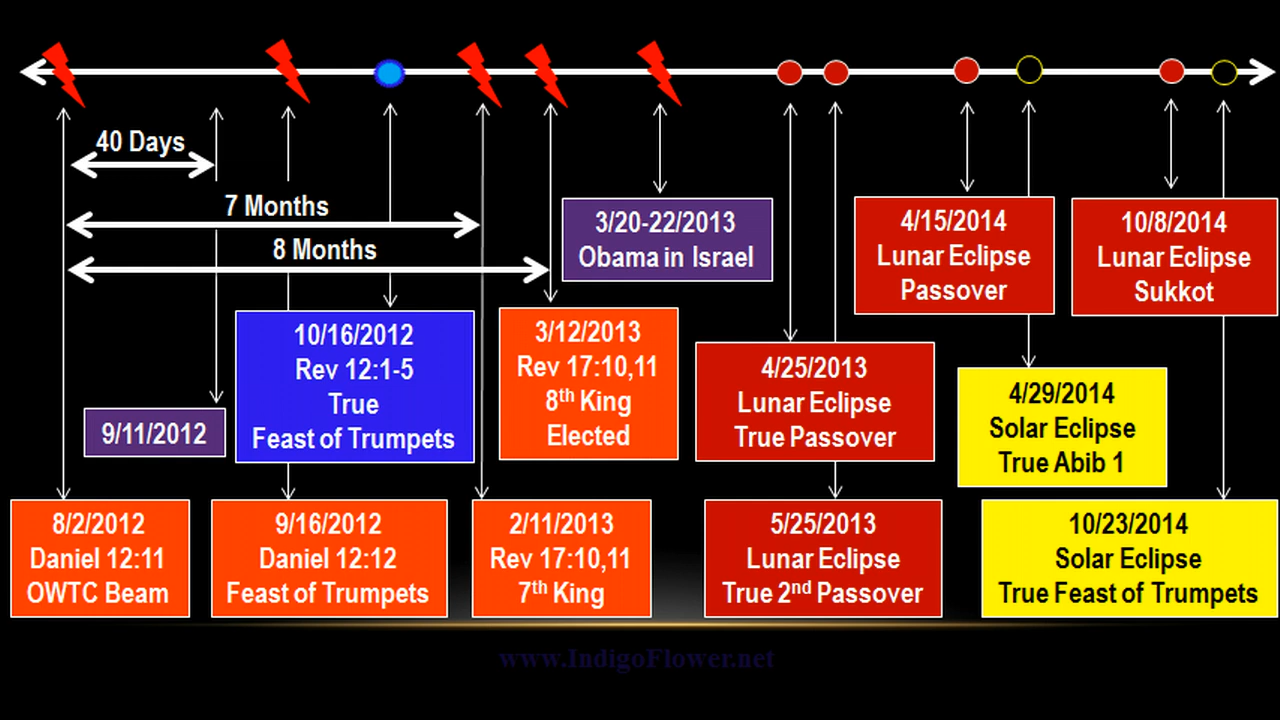 40 Days
7 Months
8 Months
3/20-22/2013
Obama in Israel
4/15/2014
Lunar Eclipse
Passover
10/8/2014
Lunar Eclipse
Sukkot
10/16/2012
Rev 12:1-5
True
Feast of Trumpets
3/12/2013
Rev 17:10,11
8th King
Elected
4/25/2013
Lunar Eclipse
True Passover
4/29/2014
Solar Eclipse
True Abib 1
9/11/2012
8/2/2012
Daniel 12:11
OWTC Beam
9/16/2012
Daniel 12:12
Feast of Trumpets
2/11/2013
Rev 17:10,11
7th King
5/25/2013
Lunar Eclipse
True 2nd Passover
10/23/2014
Solar Eclipse
True Feast of Trumpets
www.IndigoFlower.net